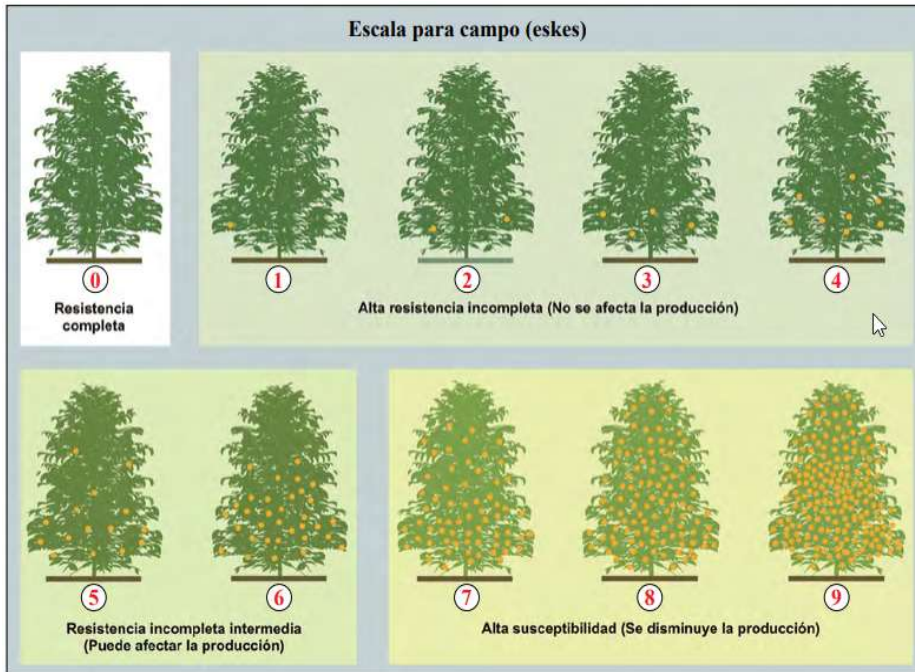 Escala para campo (eskes)
0
1
2
3
4
Resistencia
completa
Alta resistencia incompleta (No se afecta la producción)
5
6
7
8
9
Resistencia incompleta intermedia
(Puede afectar la producción)
Alta susceptibilidad (Se disminuye la producción)